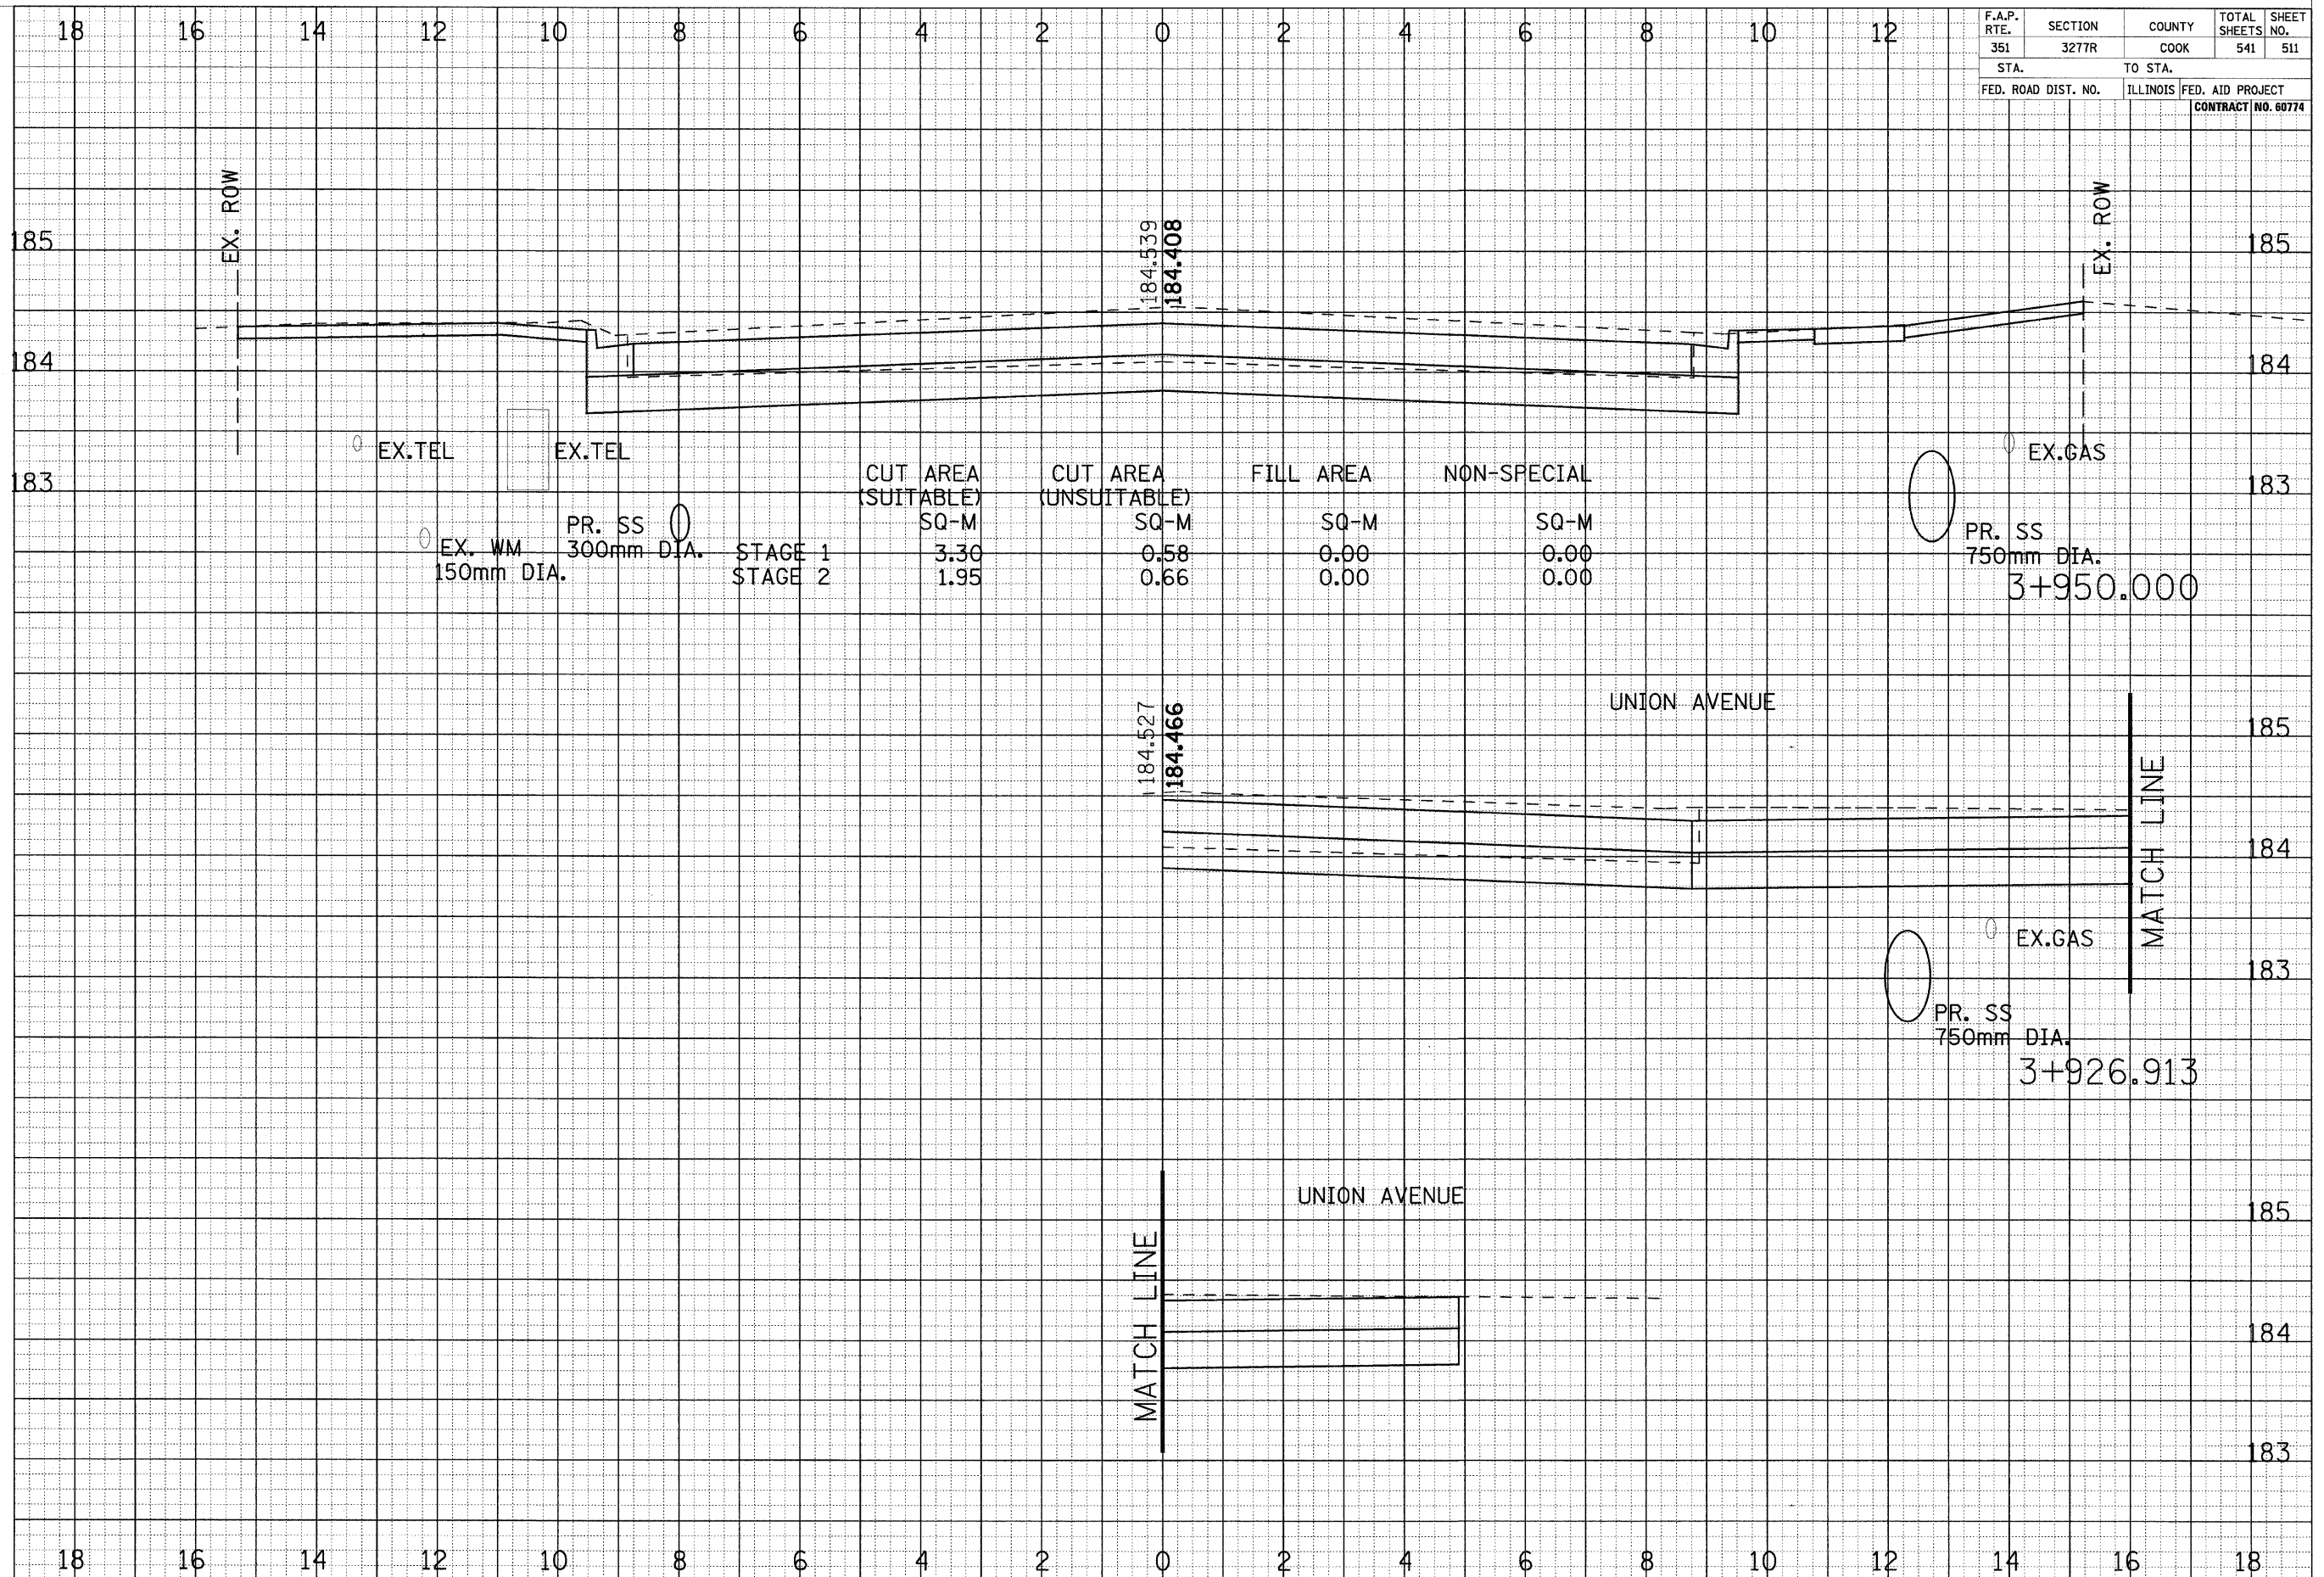 18 16 14 12 10 8 6 4 2 0 2 4 6 8 10 12
F.A.P. RTE. SECTION COUNTY TOTAL SHEETS SHEET NO.
351 3277R COOK 541 511
STA. TO STA.
FED. ROAD DIST. NO. ILLINOIS FED. AID PROJECT
CONTRACT NO. 60774
EX. ROW
184.539
184.408
EX. ROW
185 185
184 184
EX.TEL EX.TEL EX.GAS
183 183
CUT AREA CUT AREA FILL AREA NON-SPECIAL
(SUITABLE) (UNSUITABLE)
SQ-M SQ-M SQ-M SQ-M
PR. SS
300mm DIA.
EX. WM
150mm DIA.
STAGE 1 3.30 0.58 0.00 0.00
STAGE 2 1.95 0.66 0.00 0.00
PR. SS
750mm DIA.
3+950.000
UNION AVENUE
184.527
184.466
185
MATCH LINE
184
EX.GAS
183
PR. SS
750mm DIA.
3+926.913
UNION AVENUE
185
MATCH LINE
184
183
18 16 14 12 10 8 6 4 2 0 2 4 6 8 10 12 14 16 18